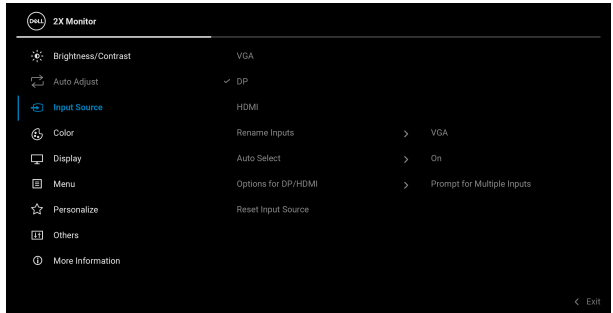 DELL 2X Monitor
Brightness/Contrast VGA
Auto Adjust DP
Input Source HDMI
Color Rename Inputs VGA
Display Auto Select On
Menu Options for DP/HDMI Prompt for Multiple Inputs
Personalize Reset Input Source
Others
More Information
Exit